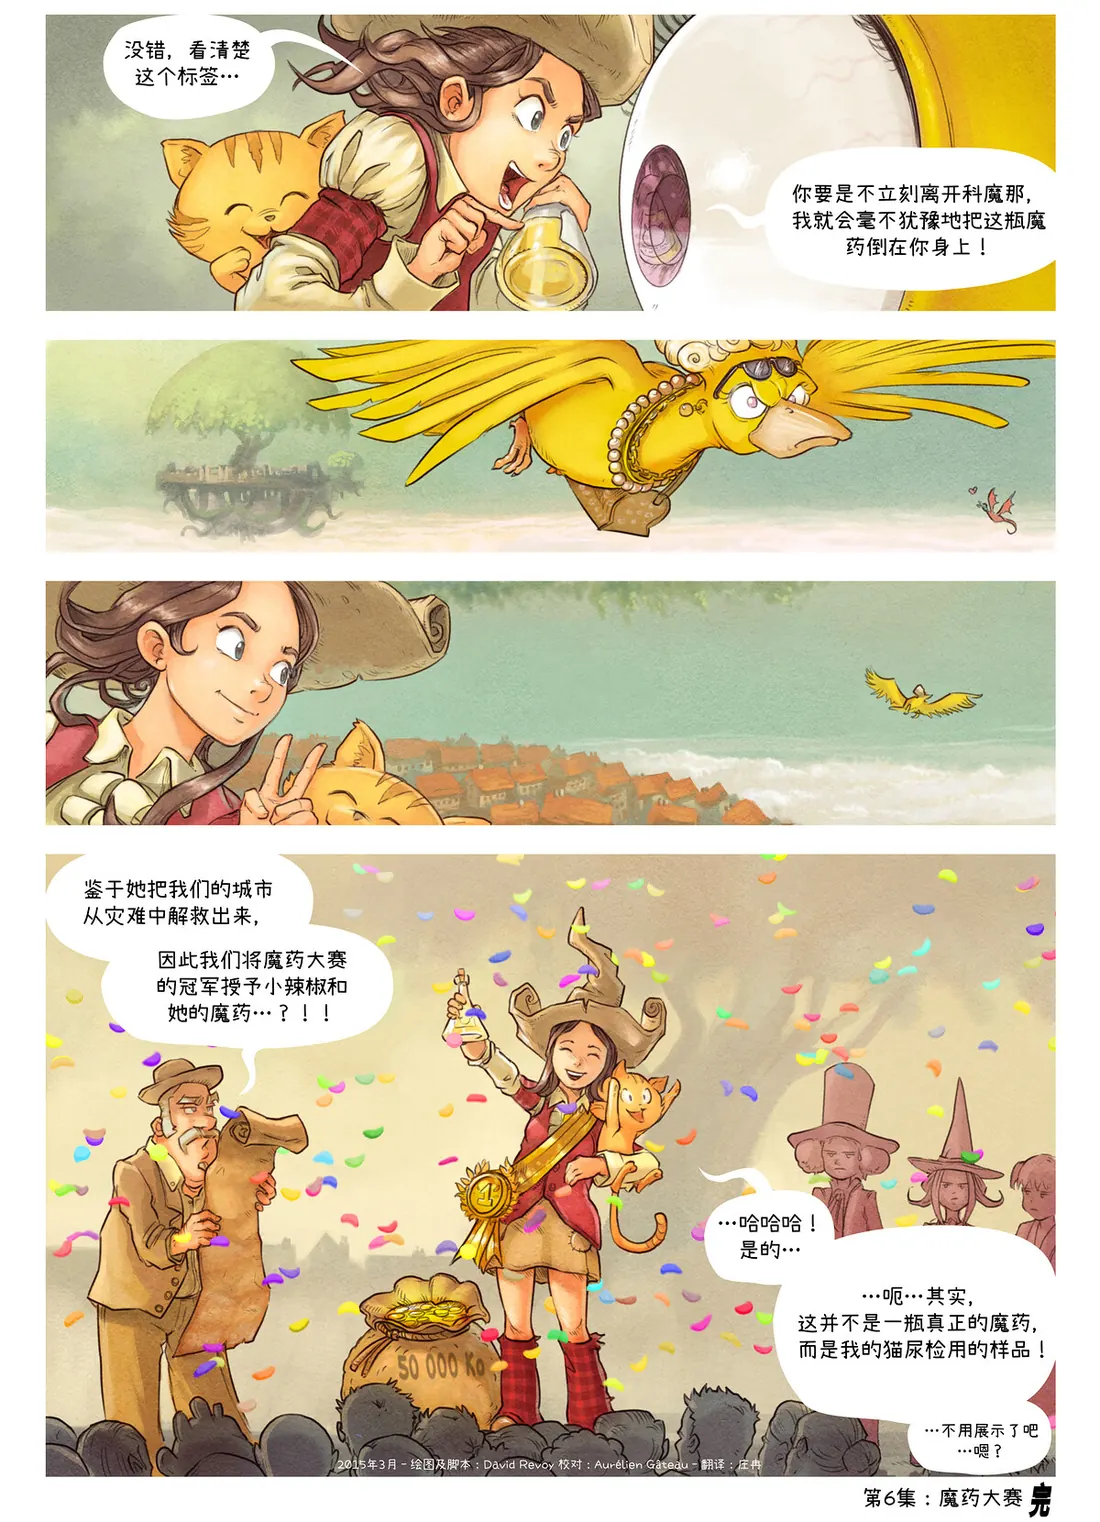 没错，看清楚
这个标签…
你要是不立刻离开科魔那，
我就会毫不犹豫地把这瓶魔
药倒在你身上！
鉴于她把我们的城市
从灾难中解救出来，
因此我们将魔药大赛
的冠军授予小辣椒和
她的魔药…？！！
1
50 000 Ko
…哈哈哈！
是的…
…呃…其实，
这并不是一瓶真正的魔药，
而是我的猫尿检用的样品！
…不用展示了吧
…嗯？
2015年3月 - 绘图及脚本：David Revoy 校对：Aurélien Gâteau - 翻译：庄冉
第6集：魔药大赛 完